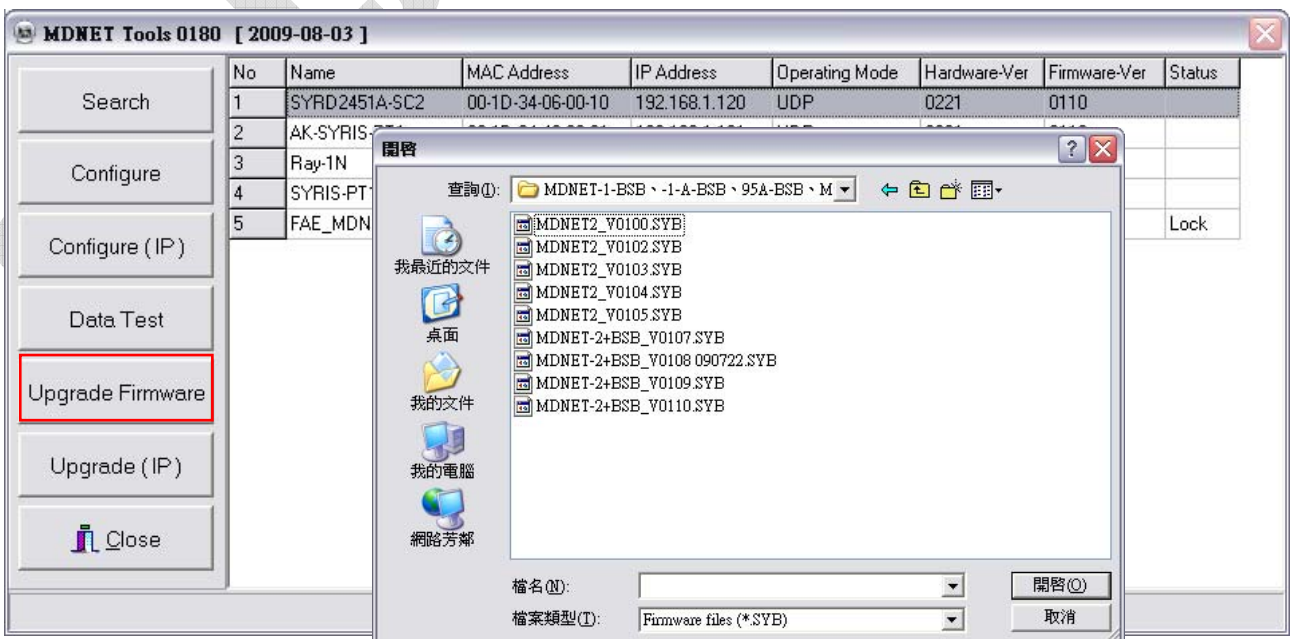 MDNET Tools 0180 [ 2009-08-03 ]
Search
Configure
Configure ( IP )
Data Test
Upgrade Firmware
Upgrade ( IP )
Close
No Name MAC Address IP Address Operating Mode Hardware-Ver Firmware-Ver Status
1 SYRD2451A-SC2 00-1D-34-06-00-10 192.168.1.120 UDP 0221 0110
2 AK-SYRIS-
3 Ray-1N
4 SYRIS-PT1
5 FAE_MDN Lock
開啓
查詢(I): MDNET-1-BSB、-1-A-BSB、95A-BSB、M
我最近的文件
桌面
我的文件
我的電腦
網路芳鄰
MDNET2_V0100.SYB
MDNET2_V0102.SYB
MDNET2_V0103.SYB
MDNET2_V0104.SYB
MDNET2_V0105.SYB
MDNET-2+BSB_V0107.SYB
MDNET-2+BSB_V0108 090722.SYB
MDNET-2+BSB_V0109.SYB
MDNET-2+BSB_V0110.SYB
檔名(N): 開啓(O)
檔案類型(T): Firmware files (*.SYB) 取消